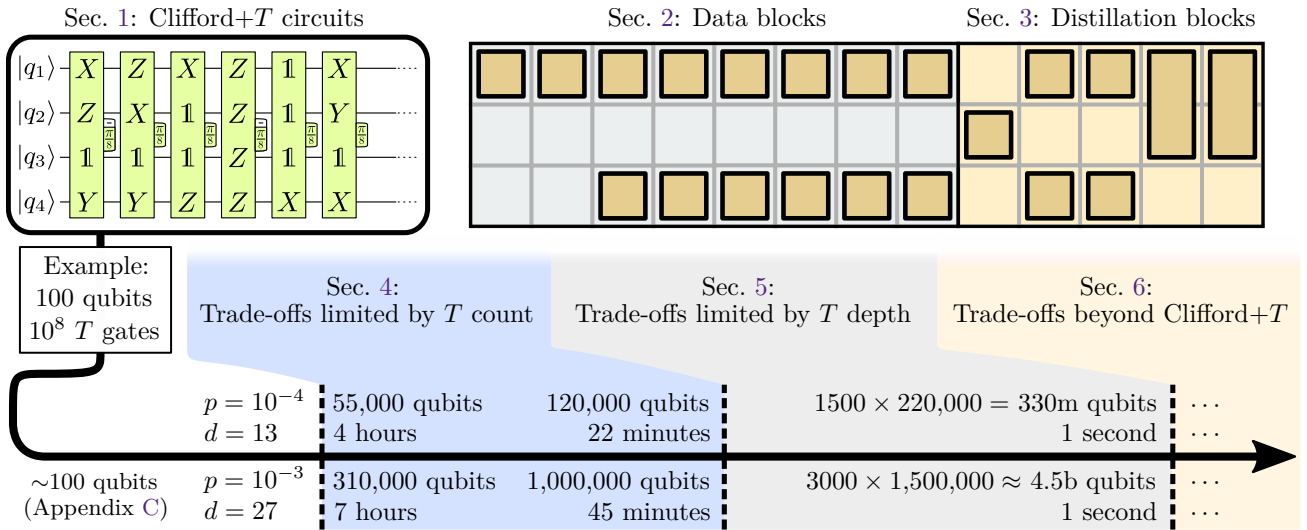 Sec. 1: Clifford+T circuits
Sec. 2: Data blocks
Sec. 3: Distillation blocks
|q₁⟩ X Z X Z 𝟙 X ....
|q₂⟩ Z X 𝟙 𝟙 𝟙 Y ....
-π/8 π/8 π/8 -π/8 π/8 π/8
|q₃⟩ 𝟙 𝟙 𝟙 Z 𝟙 𝟙 ....
|q₄⟩ Y Y Z Z X X ....
Example:
100 qubits
10⁸ T gates
Sec. 4:
Trade-offs limited by T count
Sec. 5:
Trade-offs limited by T depth
Sec. 6:
Trade-offs beyond Clifford+T
p = 10⁻⁴ 55,000 qubits 120,000 qubits 1500 × 220,000 = 330m qubits ...
d = 13 4 hours 22 minutes 1 second ...
~100 qubits
(Appendix C)
p = 10⁻³ 310,000 qubits 1,000,000 qubits 3000 × 1,500,000 ≈ 4.5b qubits ...
d = 27 7 hours 45 minutes 1 second ...